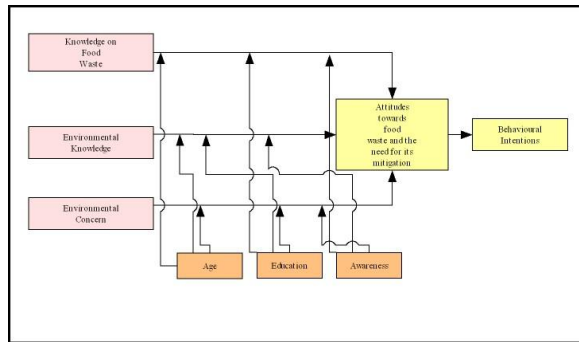 Knowledge on
Food
Waste
Environmental
Knowledge
Environmental
Concern
Attitudes
towards
food
waste and the
need for its
mitigation
Behavioural
Intentions
Age
Education
Awareness